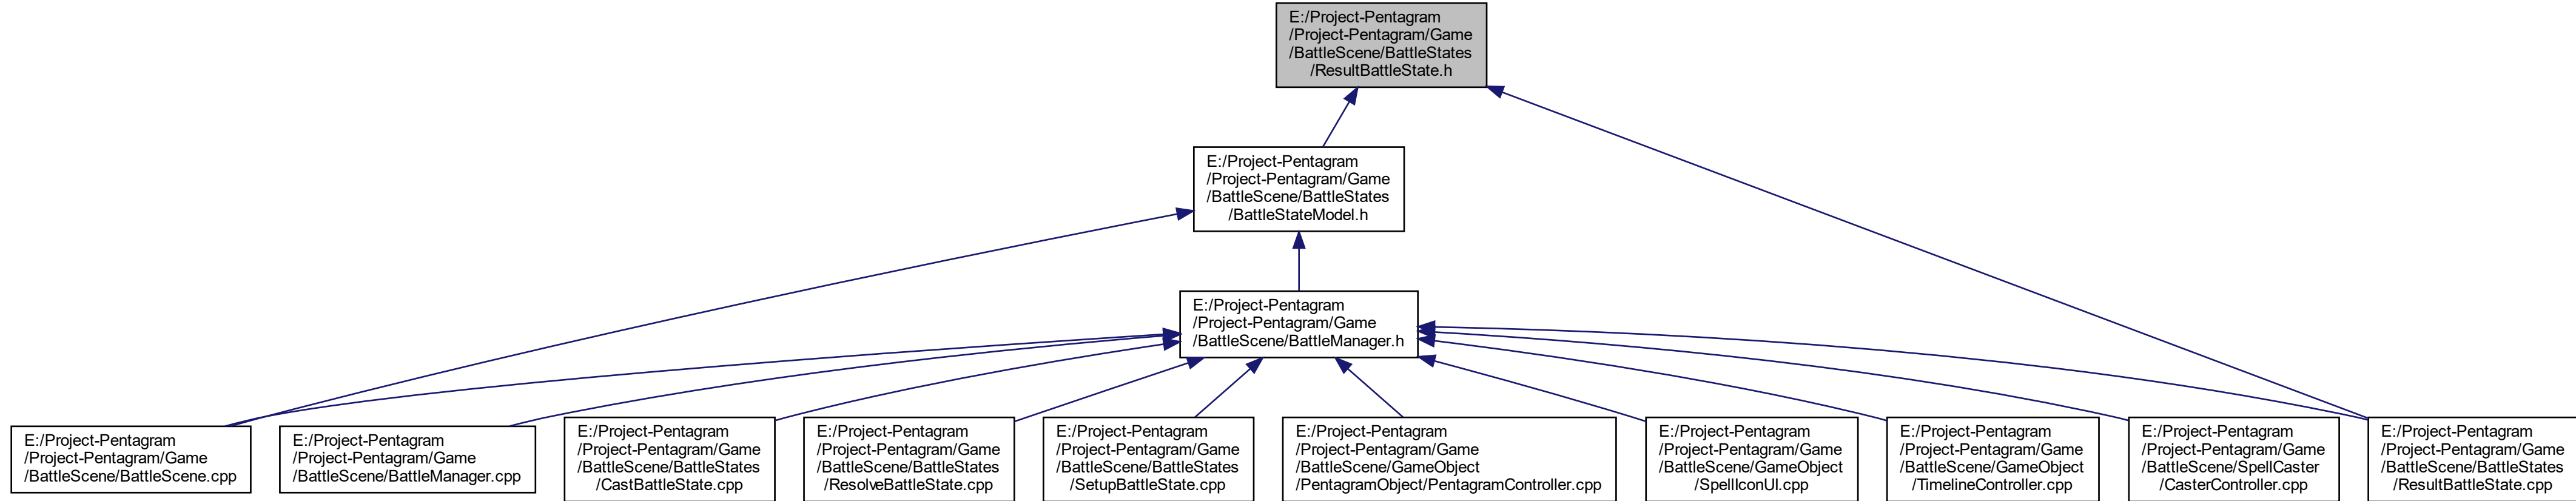 E:/Project-Pentagram
/Project-Pentagram/Game
/BattleScene/BattleStates
/ResultBattleState.h
E:/Project-Pentagram
/Project-Pentagram/Game
/BattleScene/BattleStates
/BattleStateModel.h
E:/Project-Pentagram
/Project-Pentagram/Game
/BattleScene/BattleManager.h
E:/Project-Pentagram
/Project-Pentagram/Game
/BattleScene/BattleScene.cpp
E:/Project-Pentagram
/Project-Pentagram/Game
/BattleScene/BattleManager.cpp
E:/Project-Pentagram
/Project-Pentagram/Game
/BattleScene/BattleStates
/CastBattleState.cpp
E:/Project-Pentagram
/Project-Pentagram/Game
/BattleScene/BattleStates
/ResolveBattleState.cpp
E:/Project-Pentagram
/Project-Pentagram/Game
/BattleScene/BattleStates
/SetupBattleState.cpp
E:/Project-Pentagram
/Project-Pentagram/Game
/BattleScene/GameObject
/PentagramObject/PentagramController.cpp
E:/Project-Pentagram
/Project-Pentagram/Game
/BattleScene/GameObject
/SpellIconUI.cpp
E:/Project-Pentagram
/Project-Pentagram/Game
/BattleScene/GameObject
/TimelineController.cpp
E:/Project-Pentagram
/Project-Pentagram/Game
/BattleScene/SpellCaster
/CasterController.cpp
E:/Project-Pentagram
/Project-Pentagram/Game
/BattleScene/BattleStates
/ResultBattleState.cpp